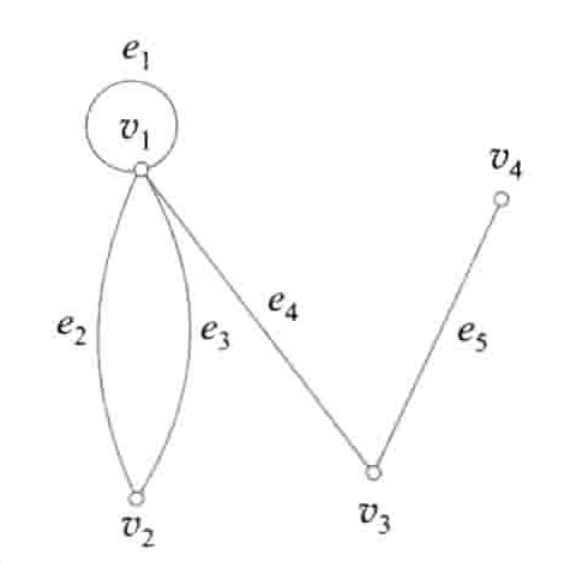 e₁
v₁
v₄
e₄
e₂
e₃
e₅
v₂
v₃